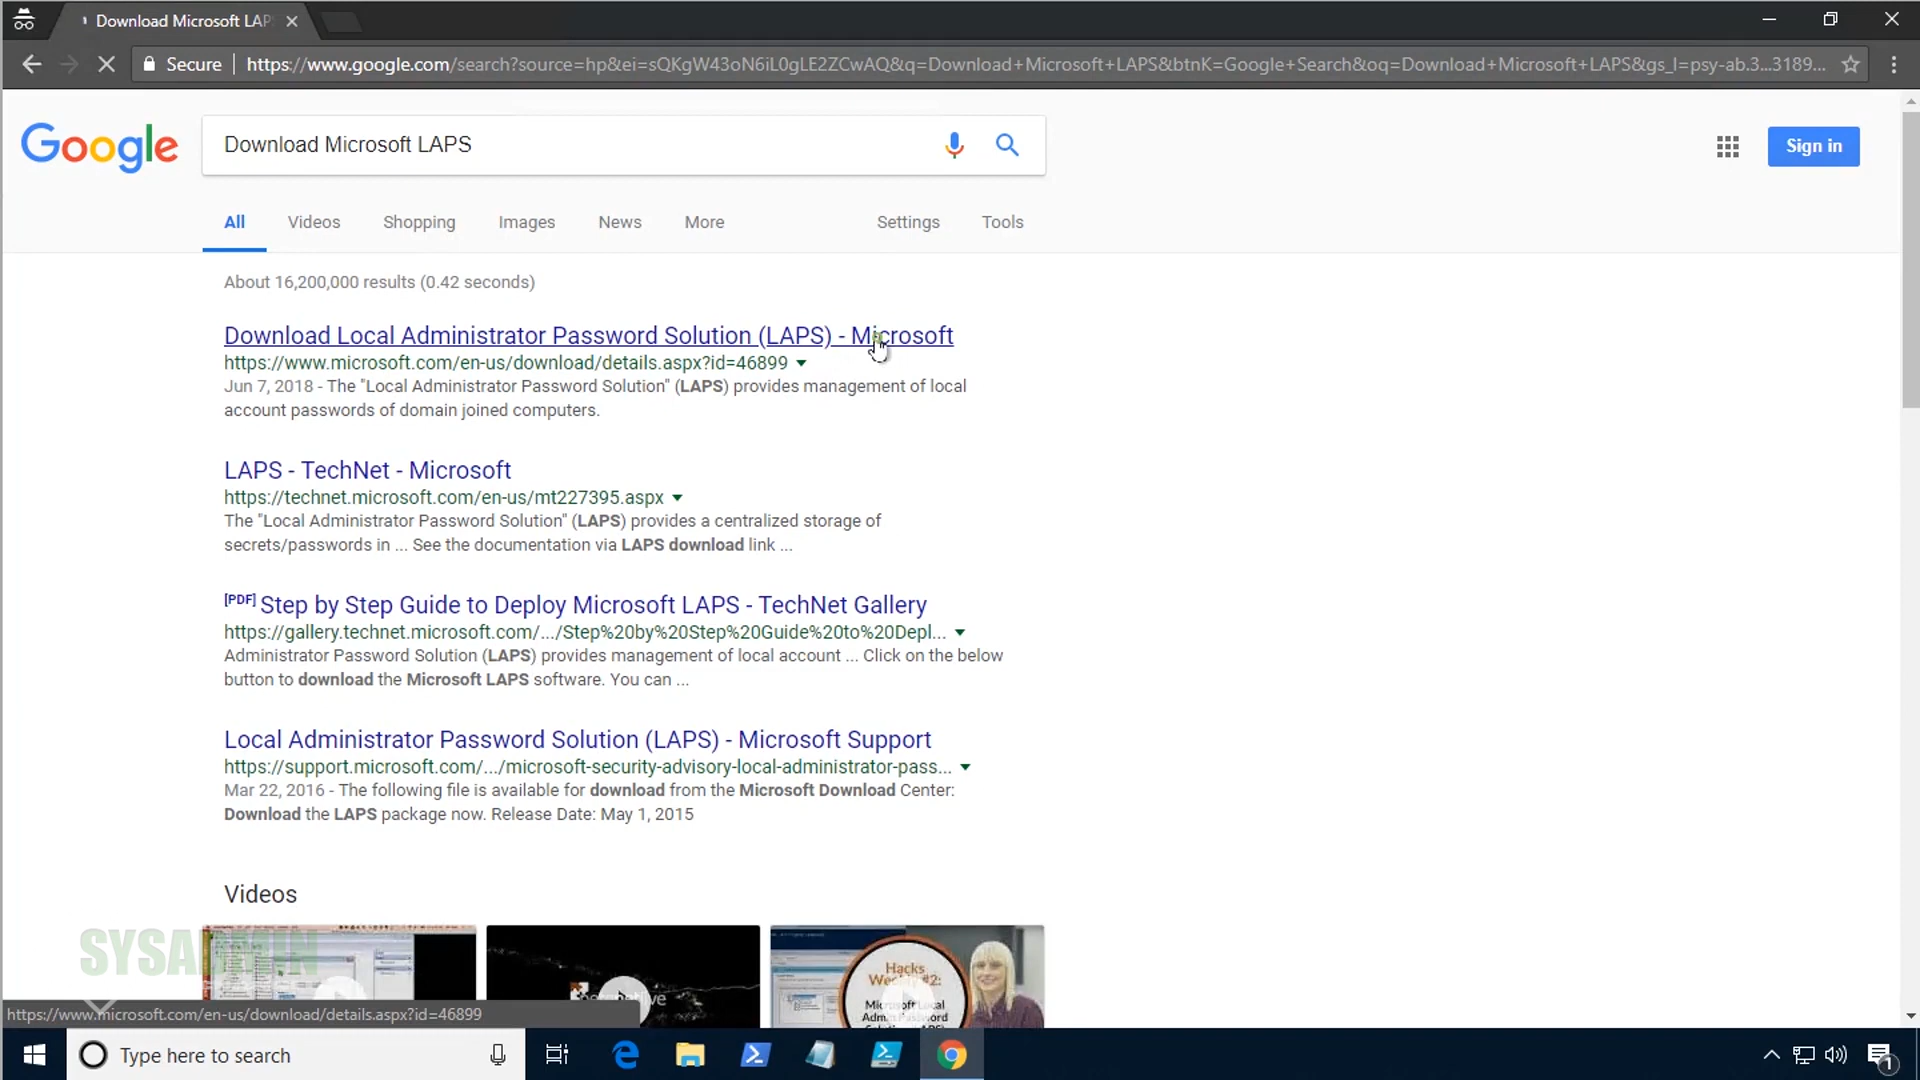 Download Microsoft LAP
Secure
https://www.google.com/search?source=hp&ei=sQKgW43oN6iL0gLE2ZCwAQ&q=Download+Microsoft+LAPS&btnK=Google+Search&oq=Download+Microsoft+LAPS&gs_l=psy-ab.3...3189...
Google
Download Microsoft LAPS
Sign in
All Videos Shopping Images News More Settings Tools
About 16,200,000 results (0.42 seconds)
Download Local Administrator Password Solution (LAPS) - Microsoft
https://www.microsoft.com/en-us/download/details.aspx?id=46899
Jun 7, 2018 - The "Local Administrator Password Solution" (LAPS) provides management of local
account passwords of domain joined computers.
LAPS - TechNet - Microsoft
https://technet.microsoft.com/en-us/mt227395.aspx
The "Local Administrator Password Solution" (LAPS) provides a centralized storage of
secrets/passwords in ... See the documentation via LAPS download link ...
[PDF] Step by Step Guide to Deploy Microsoft LAPS - TechNet Gallery
https://gallery.technet.microsoft.com/.../Step%20by%20Step%20Guide%20to%20Depl...
Administrator Password Solution (LAPS) provides management of local account ... Click on the below
button to download the Microsoft LAPS software. You can ...
Local Administrator Password Solution (LAPS) - Microsoft Support
https://support.microsoft.com/.../microsoft-security-advisory-local-administrator-pass...
Mar 22, 2016 - The following file is available for download from the Microsoft Download Center:
Download the LAPS package now. Release Date: May 1, 2015
Videos
SYSADMIN
Hacks
Weekly #2:
Microsoft Local
Admin Password
https://www.microsoft.com/en-us/download/details.aspx?id=46899
Type here to search
1